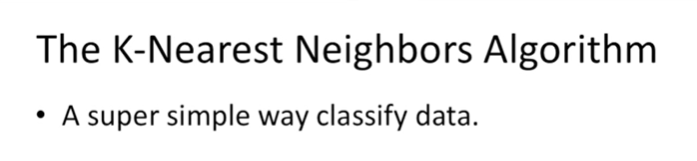 The K-Nearest Neighbors Algorithm
• A super simple way classify data.